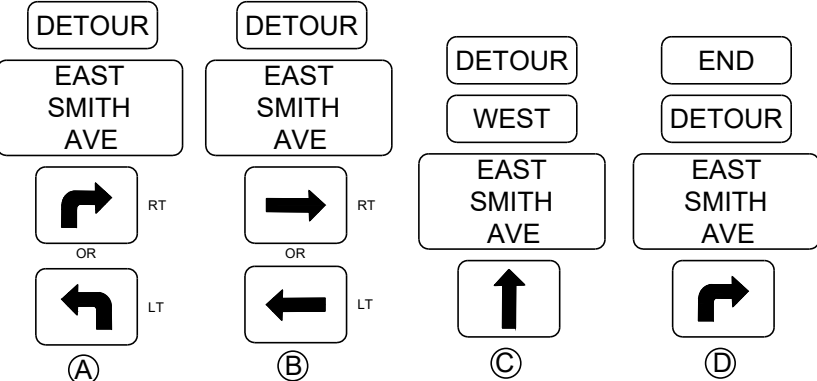 DETOUR
EAST
SMITH
AVE
RT
OR
LT
A
DETOUR
EAST
SMITH
AVE
RT
OR
LT
B
DETOUR
WEST
EAST
SMITH
AVE
C
END
DETOUR
EAST
SMITH
AVE
D